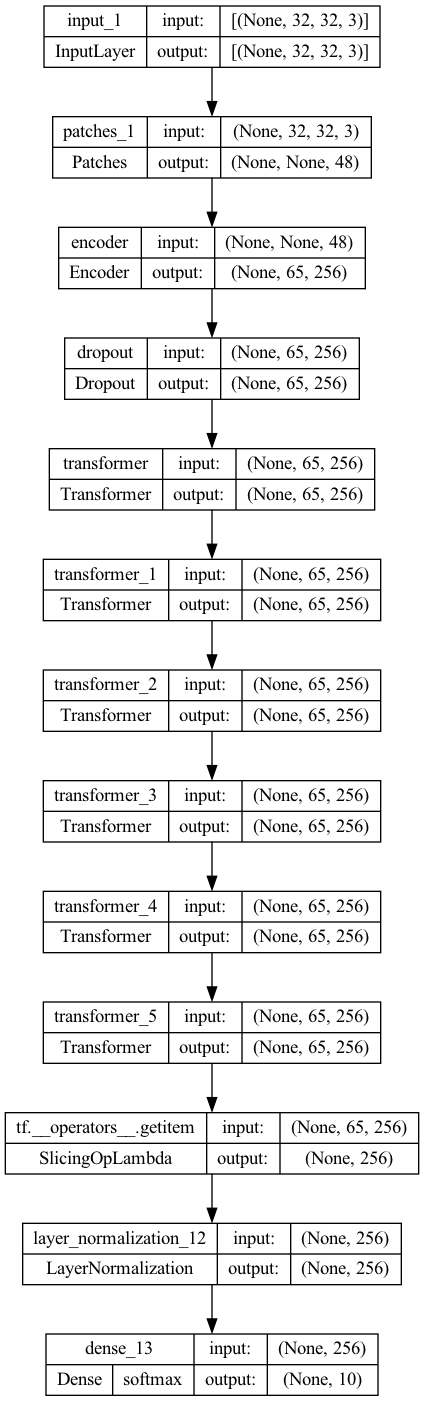 input_1 input: [(None, 32, 32, 3)]
InputLayer output: [(None, 32, 32, 3)]
patches_1 input: (None, 32, 32, 3)
Patches output: (None, None, 48)
encoder input: (None, None, 48)
Encoder output: (None, 65, 256)
dropout input: (None, 65, 256)
Dropout output: (None, 65, 256)
transformer input: (None, 65, 256)
Transformer output: (None, 65, 256)
transformer_1 input: (None, 65, 256)
Transformer output: (None, 65, 256)
transformer_2 input: (None, 65, 256)
Transformer output: (None, 65, 256)
transformer_3 input: (None, 65, 256)
Transformer output: (None, 65, 256)
transformer_4 input: (None, 65, 256)
Transformer output: (None, 65, 256)
transformer_5 input: (None, 65, 256)
Transformer output: (None, 65, 256)
tf.__operators__.getitem input: (None, 65, 256)
SlicingOpLambda output: (None, 256)
layer_normalization_12 input: (None, 256)
LayerNormalization output: (None, 256)
dense_13 input: (None, 256)
Dense softmax output: (None, 10)